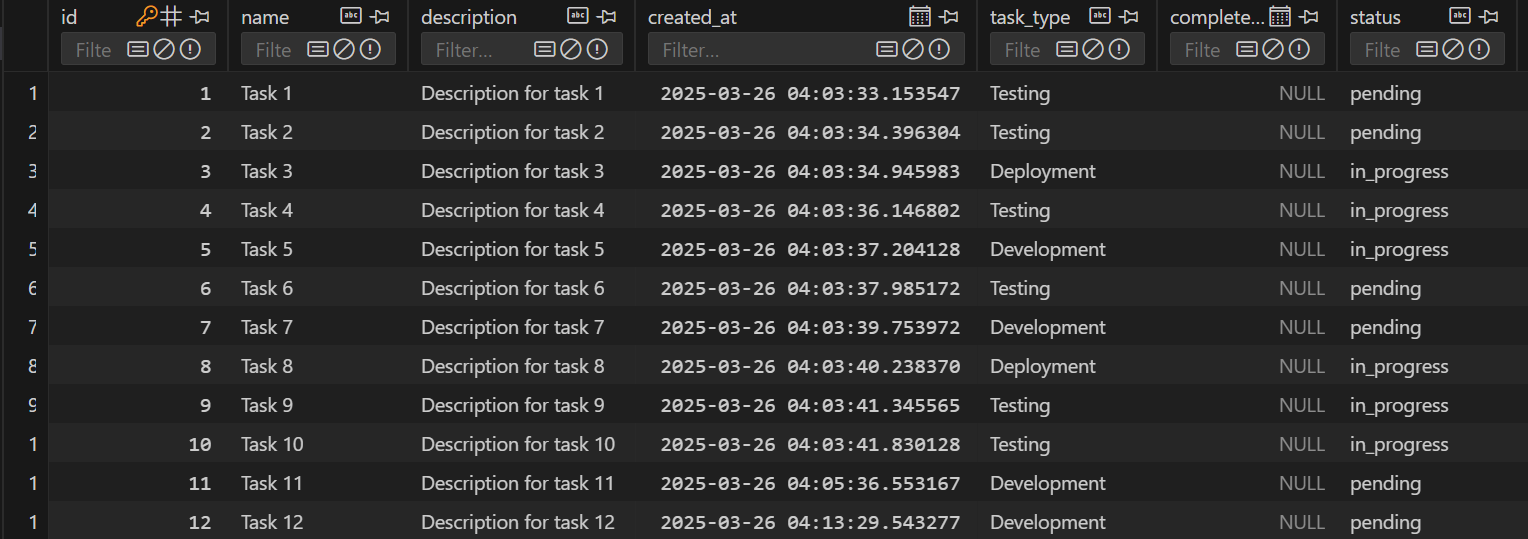 id name description created_at task_type complete... status
Filte Filte Filter... Filter... Filte Filte Filte
1 1 Task 1 Description for task 1 2025-03-26 04:03:33.153547 Testing NULL pending
2 2 Task 2 Description for task 2 2025-03-26 04:03:34.396304 Testing NULL pending
3 3 Task 3 Description for task 3 2025-03-26 04:03:34.945983 Deployment NULL in_progress
4 4 Task 4 Description for task 4 2025-03-26 04:03:36.146802 Testing NULL in_progress
5 5 Task 5 Description for task 5 2025-03-26 04:03:37.204128 Development NULL in_progress
6 6 Task 6 Description for task 6 2025-03-26 04:03:37.985172 Testing NULL pending
7 7 Task 7 Description for task 7 2025-03-26 04:03:39.753972 Development NULL pending
8 8 Task 8 Description for task 8 2025-03-26 04:03:40.238370 Deployment NULL in_progress
9 9 Task 9 Description for task 9 2025-03-26 04:03:41.345565 Testing NULL in_progress
1 10 Task 10 Description for task 10 2025-03-26 04:03:41.830128 Testing NULL in_progress
1 11 Task 11 Description for task 11 2025-03-26 04:05:36.553167 Development NULL pending
1 12 Task 12 Description for task 12 2025-03-26 04:13:29.543277 Development NULL pending